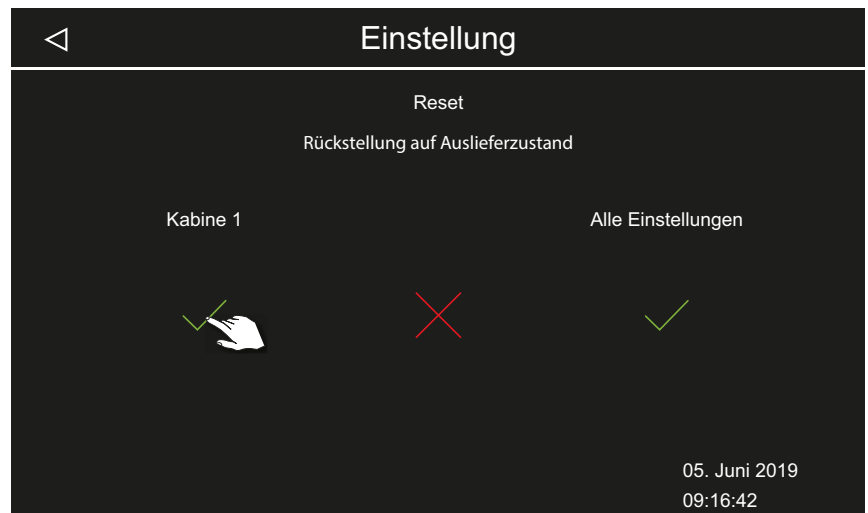 Einstellung
Reset
Rückstellung auf Auslieferzustand
Kabine 1
Alle Einstellungen
05. Juni 2019
09:16:42